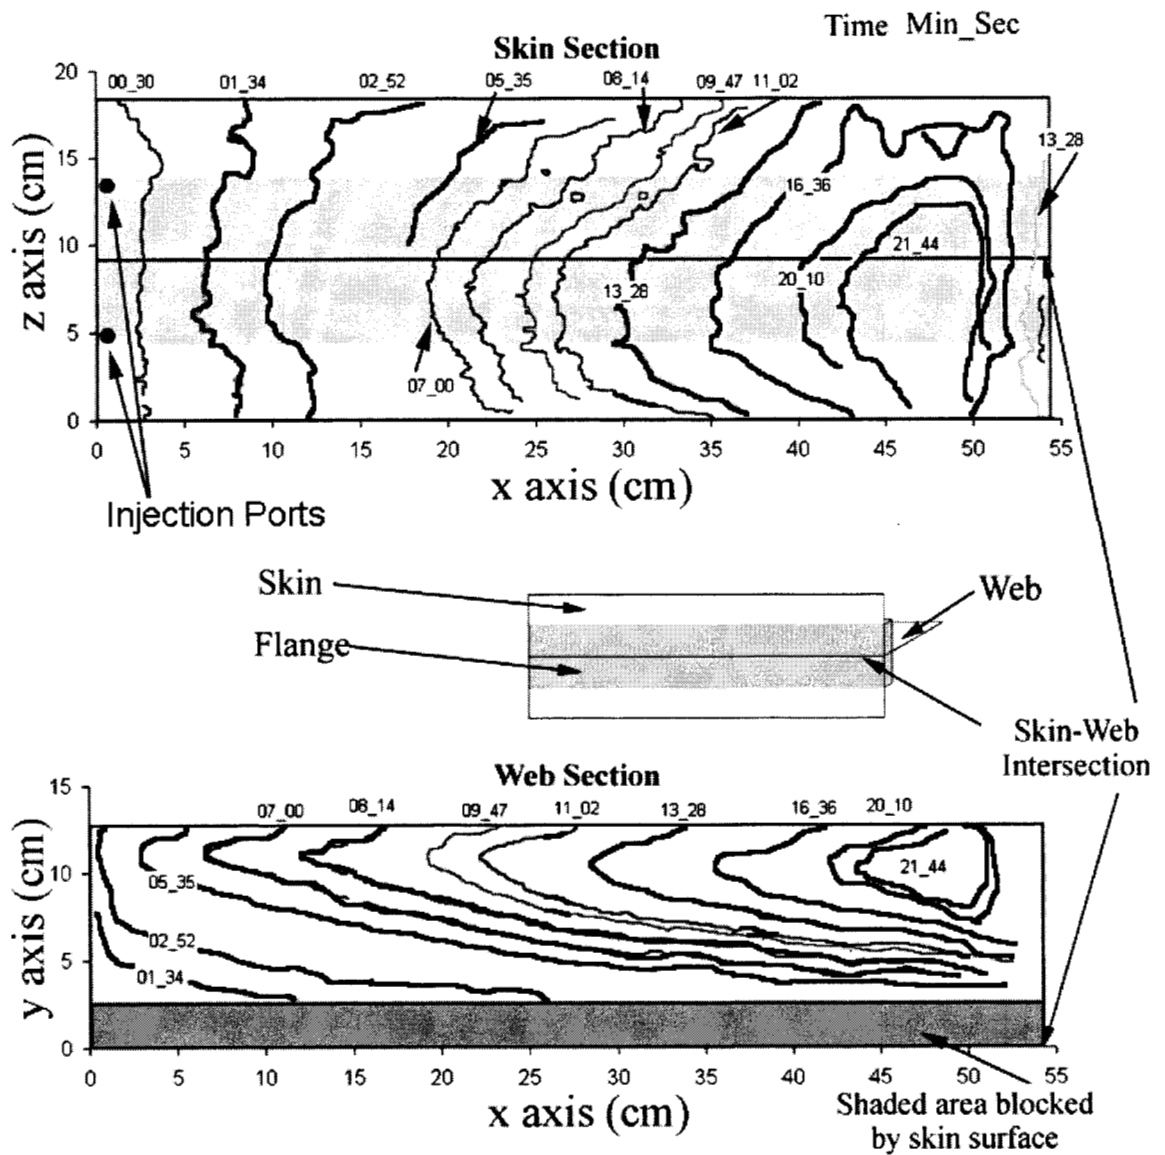 Time Min_Sec
Skin Section
20
00_30
01_34
02_52
05_35
08_14
09_47
11_02
13_28
15
16_36
z axis (cm)
10
21_44
20_10
13_28
5
07_00
0
0 5 10 15 20 25 30 35 40 45 50 55
x axis (cm)
Injection Ports
Skin
Web
Flange
Skin-Web
Intersection
Web Section
15
07_00
08_14
09_47
11_02
13_28
16_36
20_10
y axis (cm)
10
21_44
05_35
02_52
5
01_34
0
0 5 10 15 20 25 30 35 40 45 50 55
x axis (cm)
Shaded area blocked
by skin surface